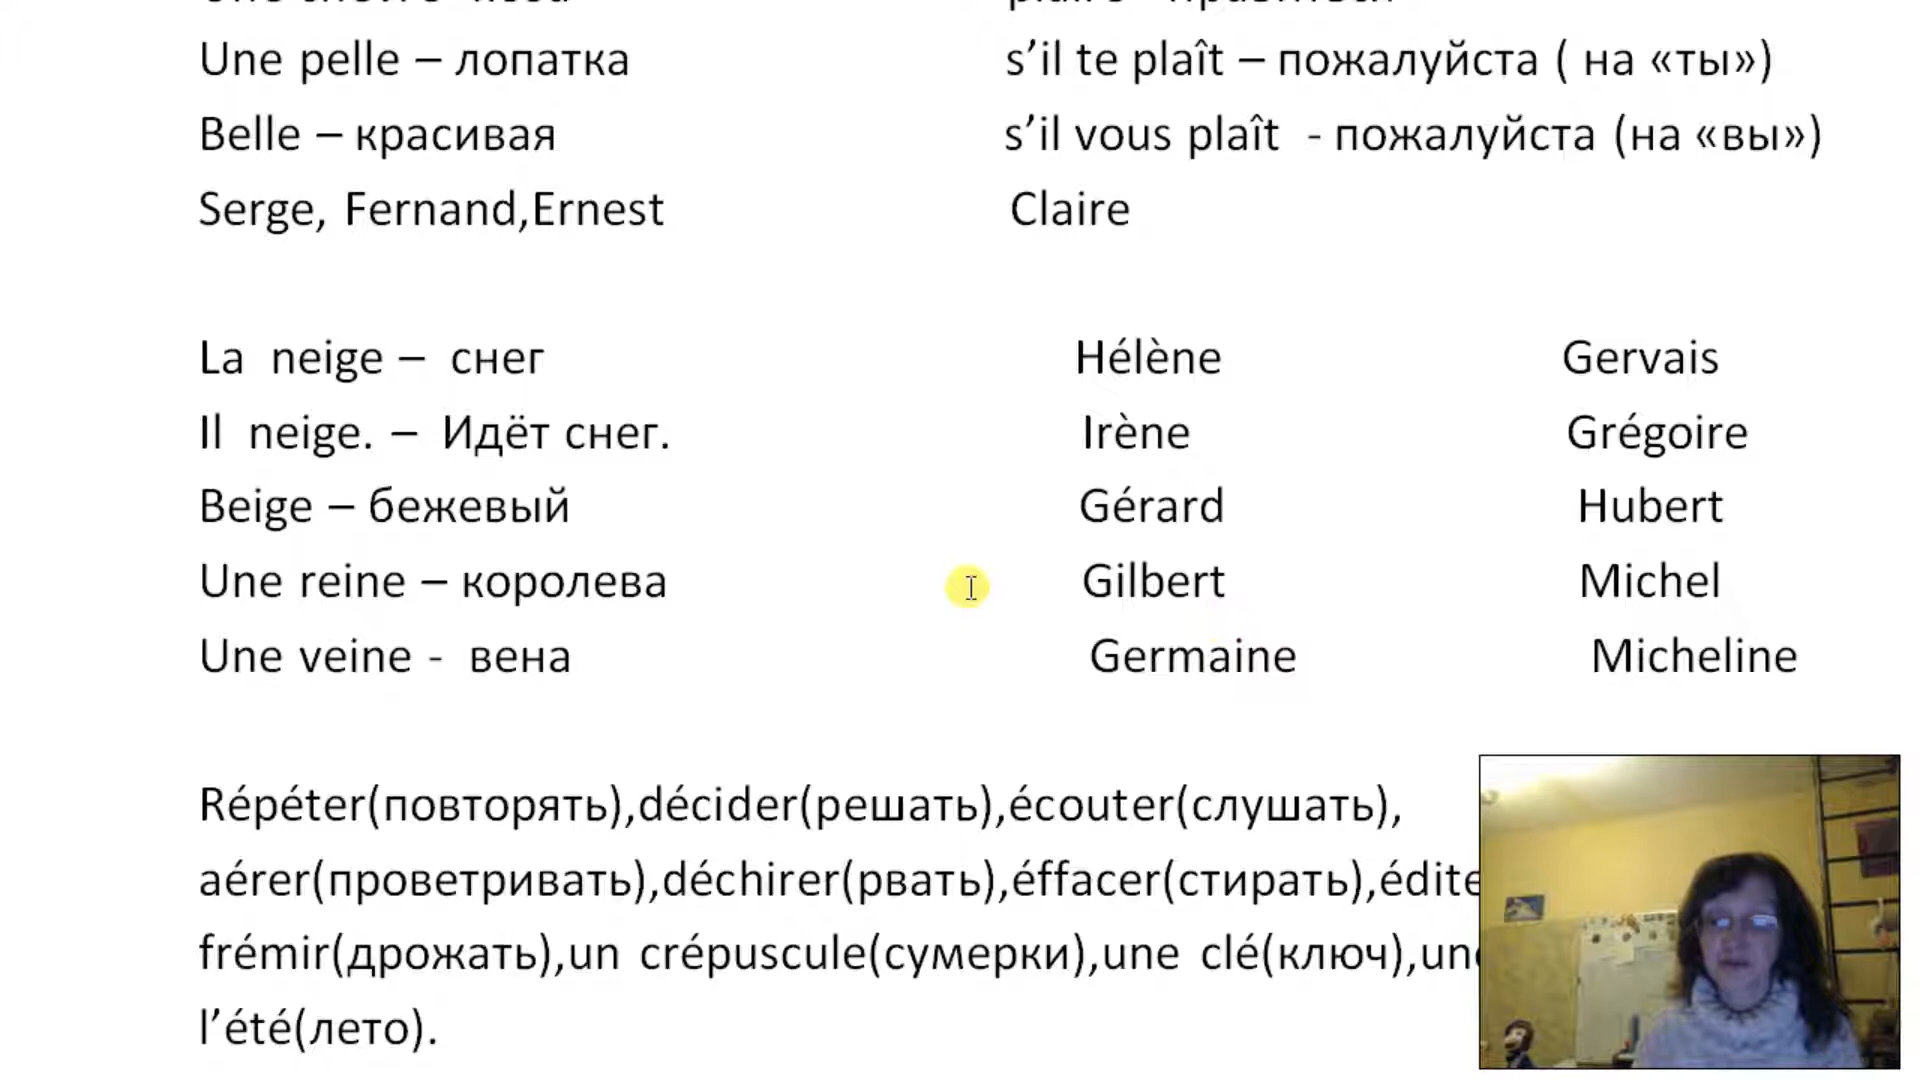 Une pelle – лопатка s’il te plaît – пожалуйста ( на «ты»)
Belle – красивая s’il vous plaît - пожалуйста (на «вы»)
Serge, Fernand,Ernest Claire
La neige – снег Hélène Gervais
Il neige. – Идёт снег. Irène Grégoire
Beige – бежевый Gérard Hubert
Une reine – королева Gilbert Michel
Une veine - вена Germaine Micheline
Répéter(повторять),décider(решать),écouter(слушать),
aérer(проветривать),déchirer(рвать),éffacer(стирать),
frémir(дрожать),un crépuscule(сумерки),une clé(ключ),
l’été(лето).